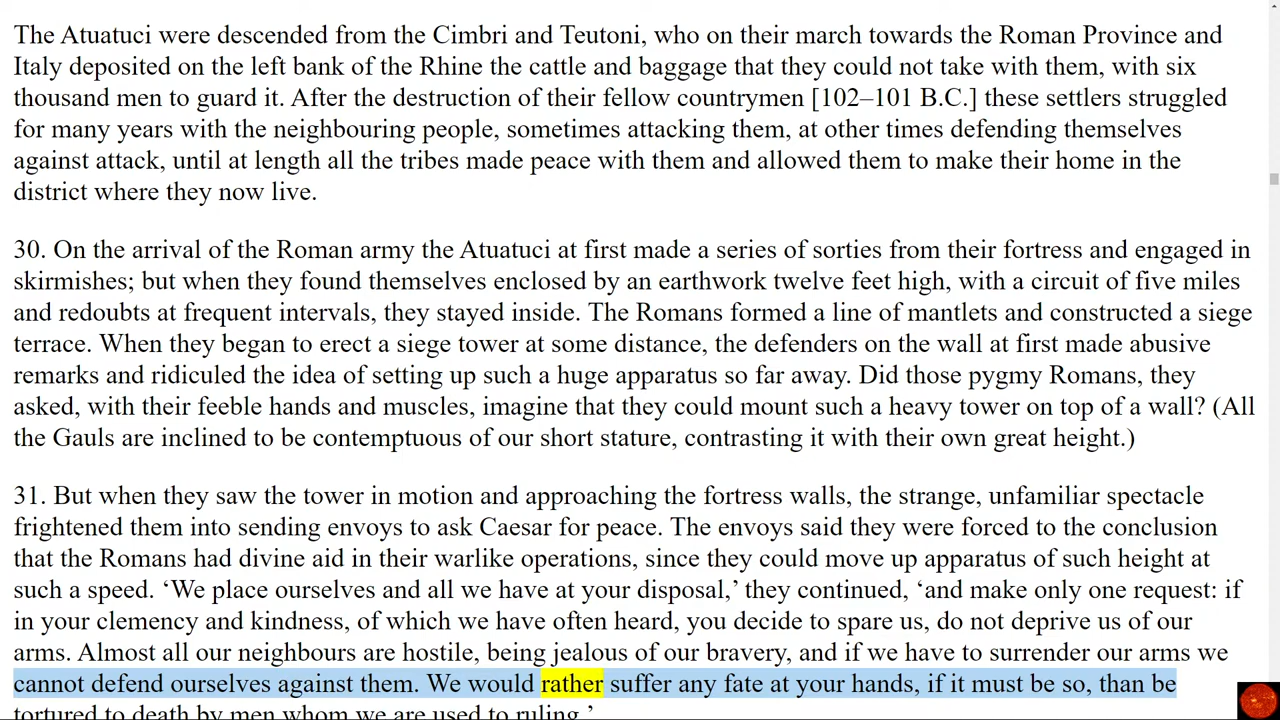 The Atuatuci were descended from the Cimbri and Teutoni, who on their march towards the Roman Province and
Italy deposited on the left bank of the Rhine the cattle and baggage that they could not take with them, with six
thousand men to guard it. After the destruction of their fellow countrymen [102–101 B.C.] these settlers struggled
for many years with the neighbouring people, sometimes attacking them, at other times defending themselves
against attack, until at length all the tribes made peace with them and allowed them to make their home in the
district where they now live.
30. On the arrival of the Roman army the Atuatuci at first made a series of sorties from their fortress and engaged in
skirmishes; but when they found themselves enclosed by an earthwork twelve feet high, with a circuit of five miles
and redoubts at frequent intervals, they stayed inside. The Romans formed a line of mantlets and constructed a siege
terrace. When they began to erect a siege tower at some distance, the defenders on the wall at first made abusive
remarks and ridiculed the idea of setting up such a huge apparatus so far away. Did those pygmy Romans, they
asked, with their feeble hands and muscles, imagine that they could mount such a heavy tower on top of a wall? (All
the Gauls are inclined to be contemptuous of our short stature, contrasting it with their own great height.)
31. But when they saw the tower in motion and approaching the fortress walls, the strange, unfamiliar spectacle
frightened them into sending envoys to ask Caesar for peace. The envoys said they were forced to the conclusion
that the Romans had divine aid in their warlike operations, since they could move up apparatus of such height at
such a speed. ‘We place ourselves and all we have at your disposal,’ they continued, ‘and make only one request: if
in your clemency and kindness, of which we have often heard, you decide to spare us, do not deprive us of our
arms. Almost all our neighbours are hostile, being jealous of our bravery, and if we have to surrender our arms we
cannot defend ourselves against them. We would rather suffer any fate at your hands, if it must be so, than be
tortured to death by men whom we are used to ruling.’